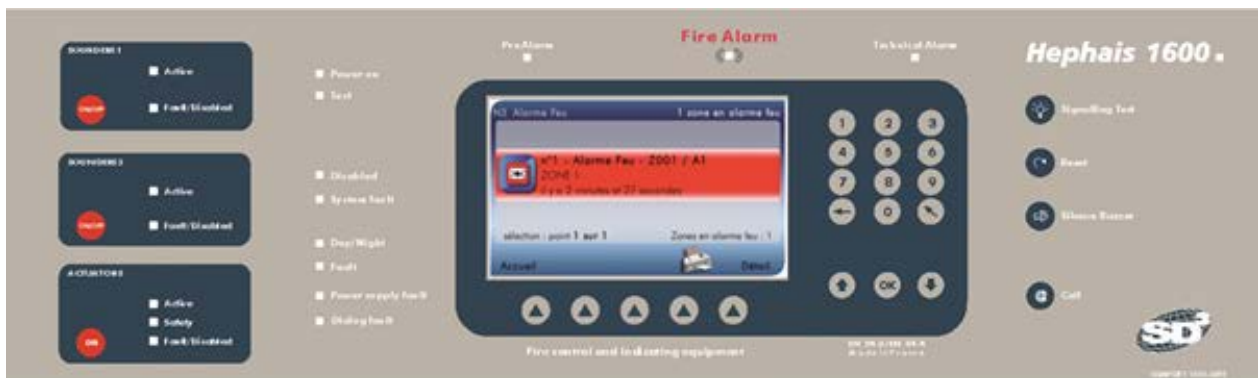 SOUNDERS 1
Active
ON/OFF
Fault/Disabled
SOUNDERS 2
Active
ON/OFF
Fault/Disabled
ACTUATORS
Active
Safety
ON
Fault/Disabled
Power on
Test
Disabled
System fault
Day/Night
Fault
Power supply fault
Dialog fault
Pre Alarm
Fire Alarm
Technical Alarm
Alarme Feu
1 zone en alarme feu
n°1 - Alarme Feu - Z001 / A1
ZONE 1
il y a 2 minutes et 27 secondes
sélection : point 1 sur 1
Zones en alarme feu : 1
Accueil
Détail
1 2 3
4 5 6
7 8 9
0
OK
Fire control and indicating equipment
Made in France
Hephais 1600
Signalling Test
Reset
Silence Buzzer
Call
SD3